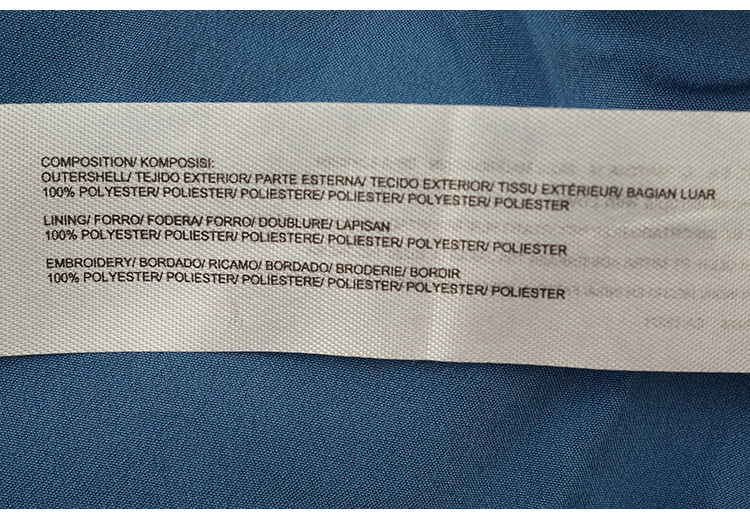 COMPOSITION/ KOMPOSISI:
OUTERSHELL/ TEJIDO EXTERIOR/ PARTE ESTERNA/ TECIDO EXTERIOR/ TISSU EXTÉRIEUR/ BAGIAN LUAR
100% POLYESTER/ POLIESTER/ POLIESTERE/ POLIESTER/ POLYESTER/ POLIESTER
LINING/ FORRO/ FODERA/ FORRO/ DOUBLURE/ LAPISAN
100% POLYESTER/ POLIESTER/ POLIESTERE/ POLIESTER/ POLYESTER/ POLIESTER
EMBROIDERY/ BORDADO/ RICAMO/ BORDADO/ BRODERIE/ BORDIR
100% POLYESTER/ POLIESTER/ POLIESTERE/ POLIESTER/ POLYESTER/ POLIESTER